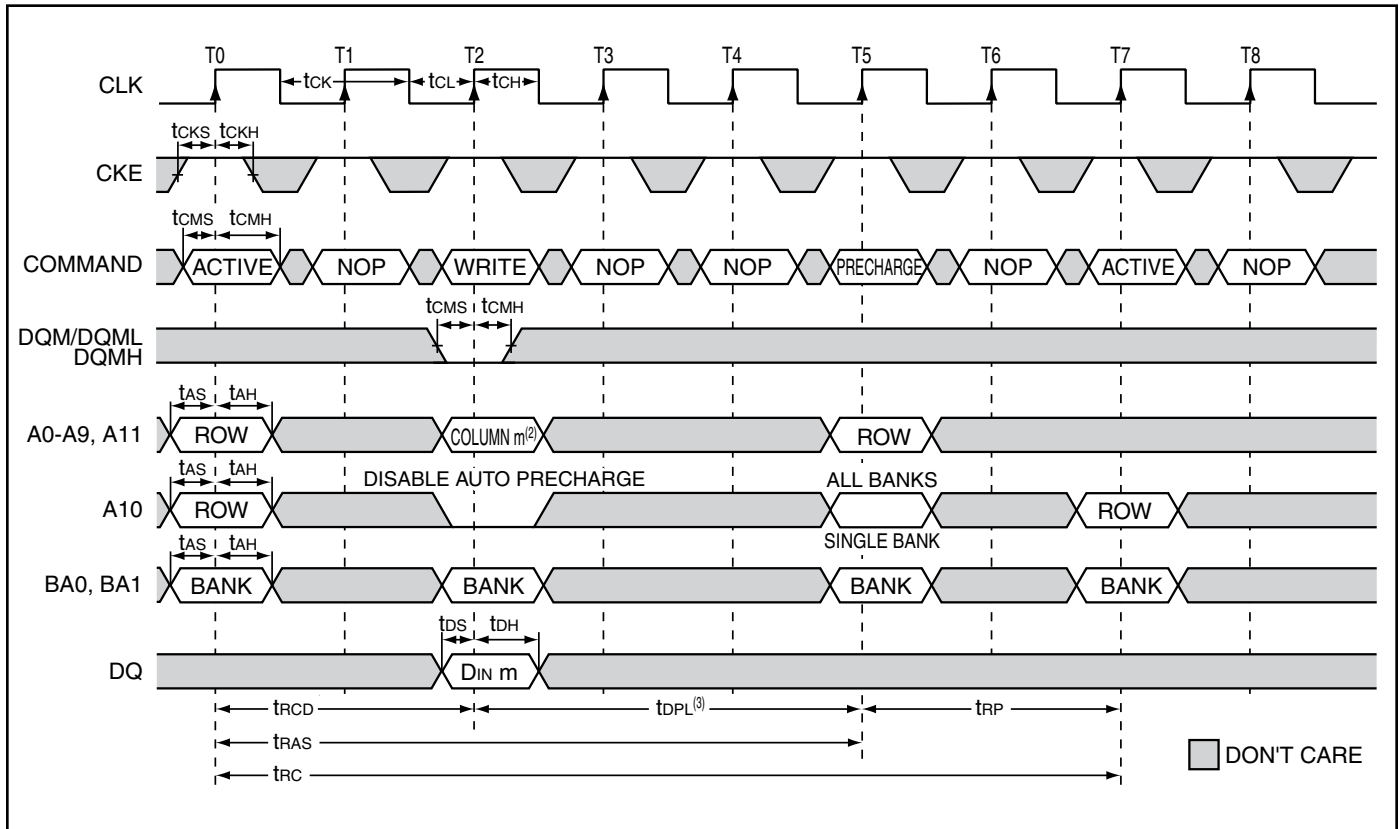 T0 T1 T2 T3 T4 T5 T6 T7 T8
CLK
tCK tCL tCH
tCKS tCKH
CKE
tCMS tCMH
COMMAND ACTIVE NOP WRITE NOP NOP PRECHARGE NOP ACTIVE NOP
tCMS tCMH
DQM/DQML
DQMH
tAS tAH
A0-A9, A11 ROW COLUMN m(2) ROW
tAS tAH DISABLE AUTO PRECHARGE ALL BANKS
A10 ROW ROW
tAS tAH SINGLE BANK
BA0, BA1 BANK BANK BANK BANK
tDS tDH
DQ DIN m
tRCD tDPL(3) tRP
tRAS
DON'T CARE
tRC